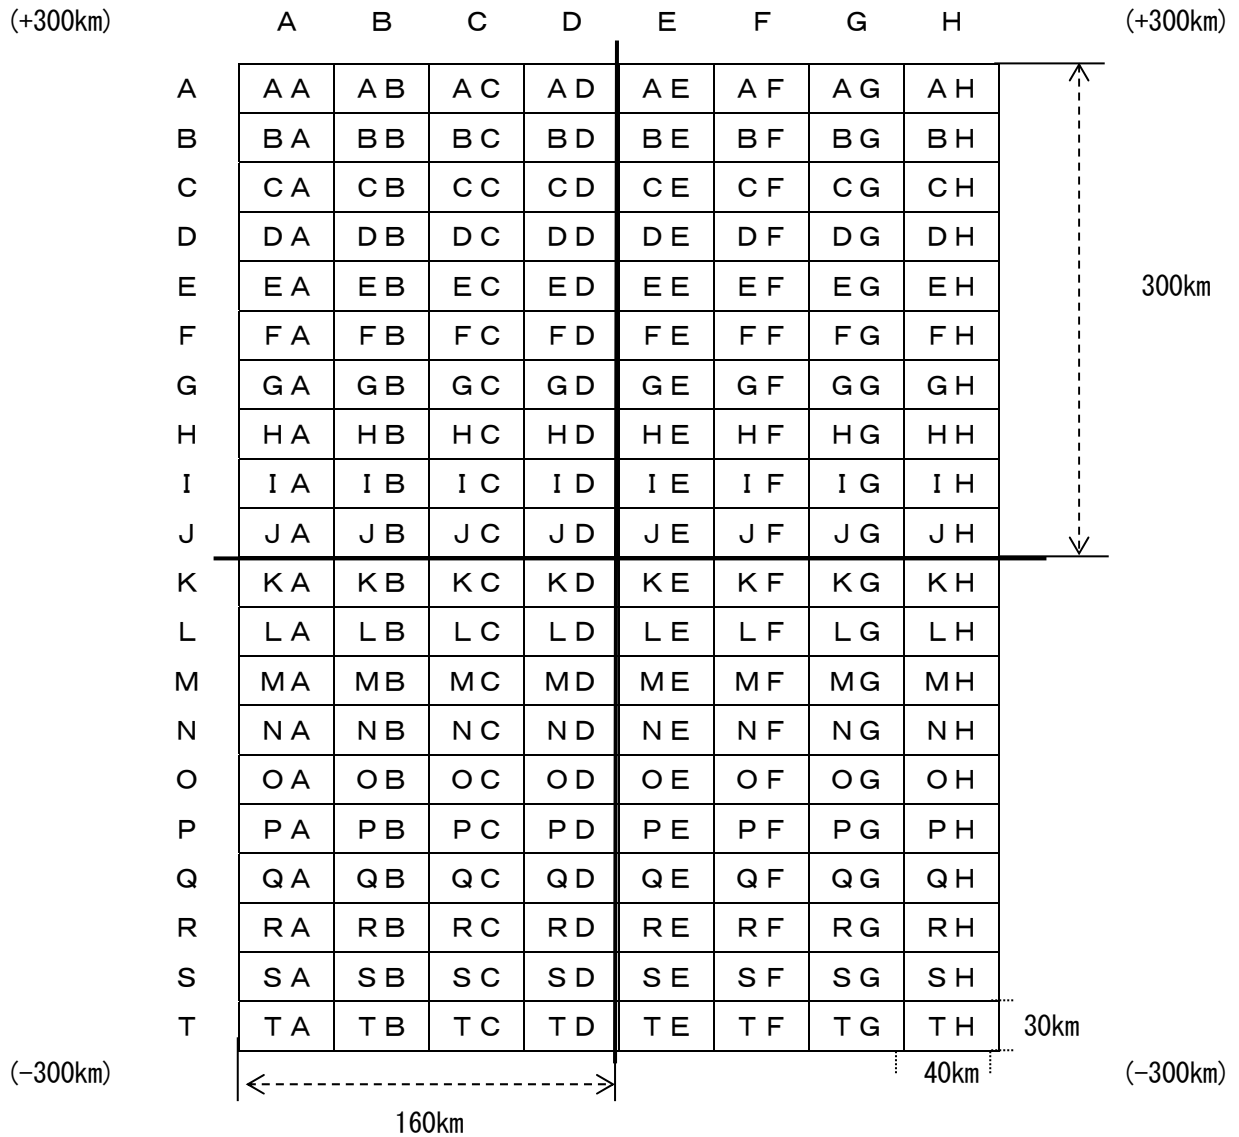 (+300km) A B C D E F G H (+300km)
A AA AB AC AD AE AF AG AH
B BA BB BC BD BE BF BG BH
C CA CB CC CD CE CF CG CH
D DA DB DC DD DE DF DG DH
E EA EB EC ED EE EF EG EH 300km
F FA FB FC FD FE FF FG FH
G GA GB GC GD GE GF GG GH
H HA HB HC HD HE HF HG HH
I IA IB IC ID IE IF IG IH
J JA JB JC JD JE JF JG JH
K KA KB KC KD KE KF KG KH
L LA LB LC LD LE LF LG LH
M MA MB MC MD ME MF MG MH
N NA NB NC ND NE NF NG NH
O OA OB OC OD OE OF OG OH
P PA PB PC PD PE PF PG PH
Q QA QB QC QD QE QF QG QH
R RA RB RC RD RE RF RG RH
S SA SB SC SD SE SF SG SH
T TA TB TC TD TE TF TG TH 30km
(-300km) 40km (-300km)
160km